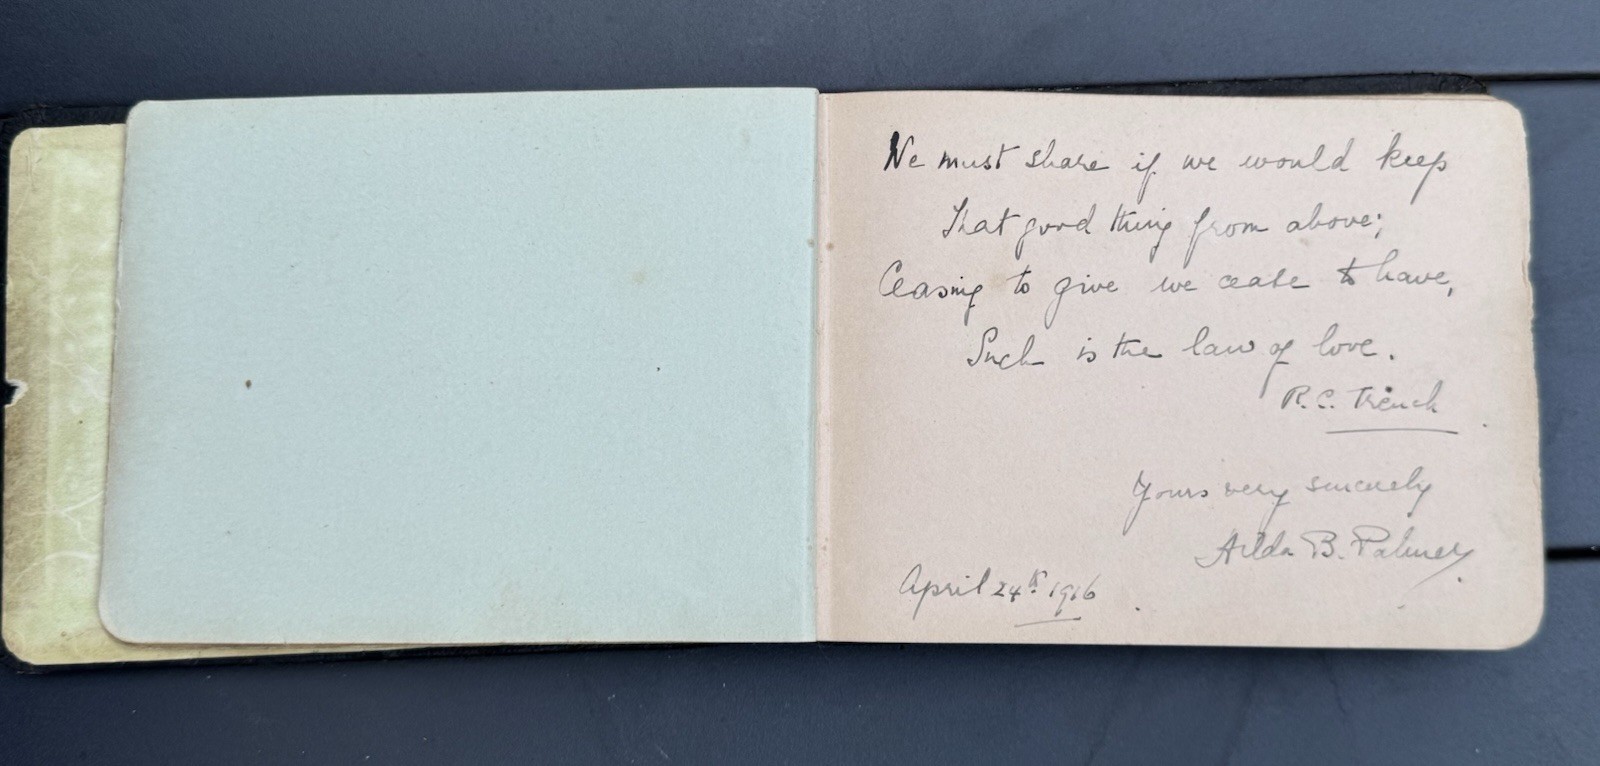 We must share if we would keep
That good thing from above;
Ceasing to give we cease to have,
Such is the law of love.
R. C. Trench
Yours very sincerely
Hilda B. Palmer
April 24th 1916